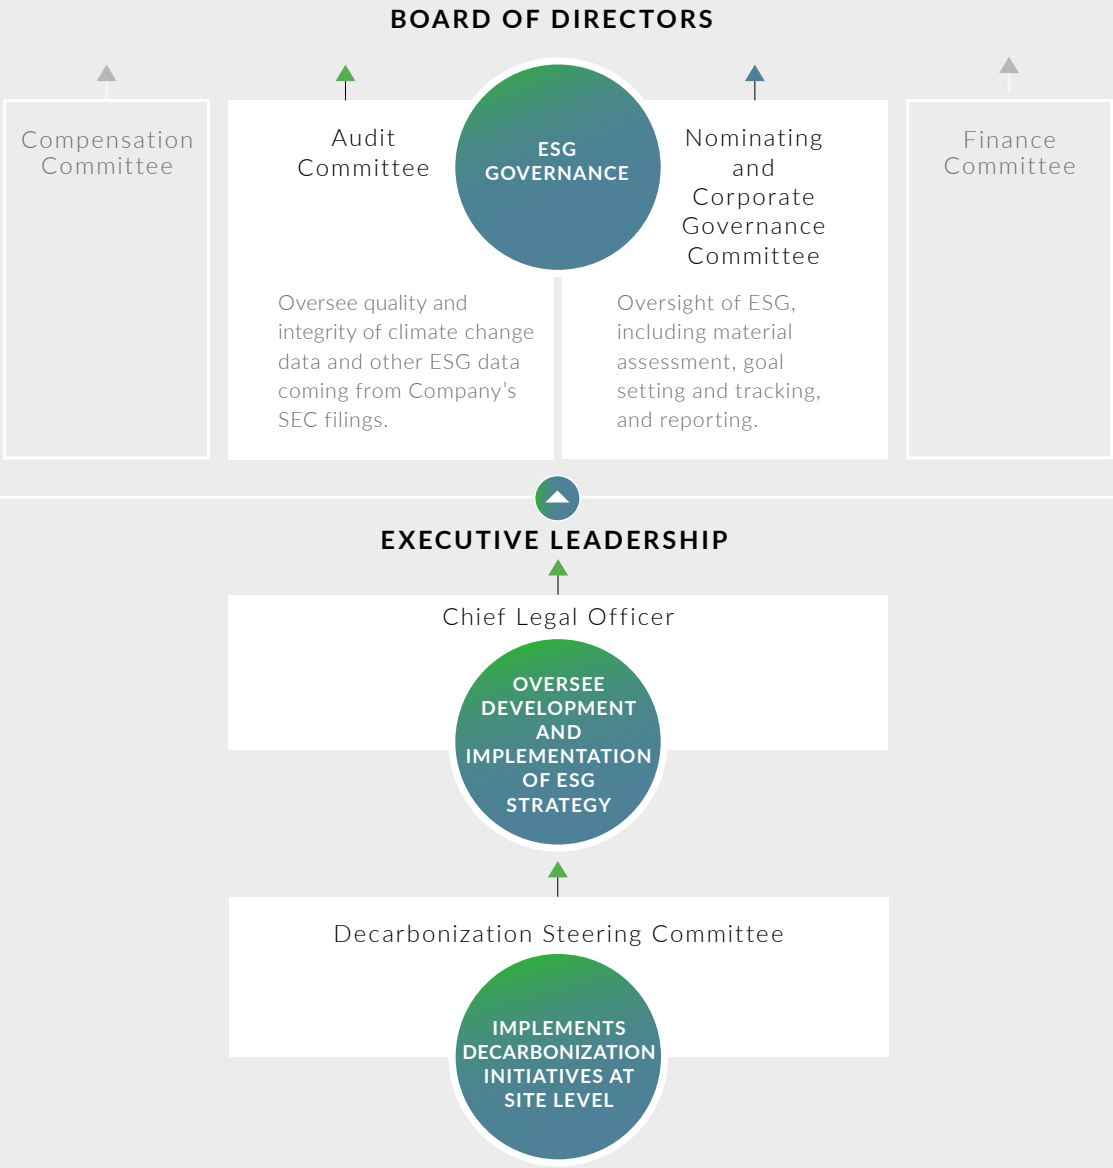 BOARD OF DIRECTORS
Compensation
Committee
Audit
Committee
ESG
GOVERNANCE
Nominating
and
Corporate
Governance
Committee
Finance
Committee
Oversee quality and
integrity of climate change
data and other ESG data
coming from Company’s
SEC filings.
Oversight of ESG,
including material
assessment, goal
setting and tracking,
and reporting.
EXECUTIVE LEADERSHIP
Chief Legal Officer
OVERSEE
DEVELOPMENT
AND
IMPLEMENTATION
OF ESG
STRATEGY
Decarbonization Steering Committee
IMPLEMENTS
DECARBONIZATION
INITIATIVES AT
SITE LEVEL